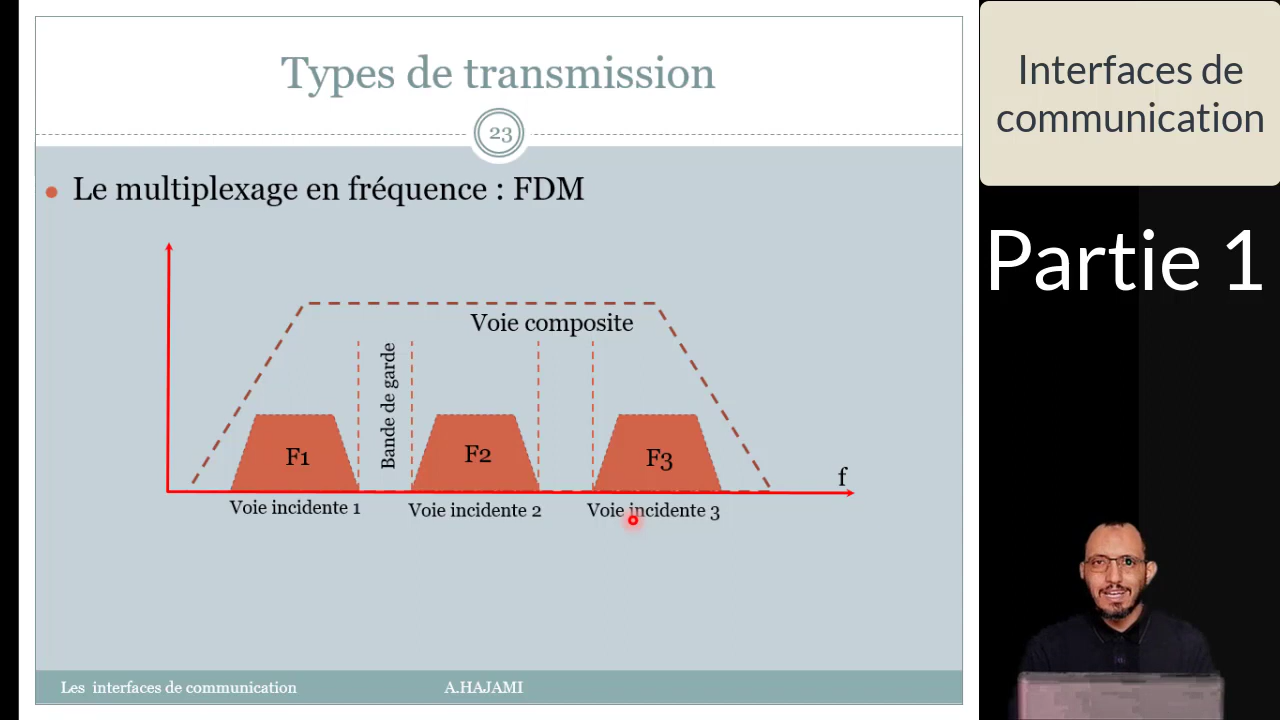 Types de transmission
23
Le multiplexage en fréquence : FDM
Voie composite
Bande de garde
F1
F2
F3
f
Voie incidente 1
Voie incidente 2
Voie incidente 3
Les interfaces de communication
A.HAJAMI
Interfaces de
communication
Partie 1